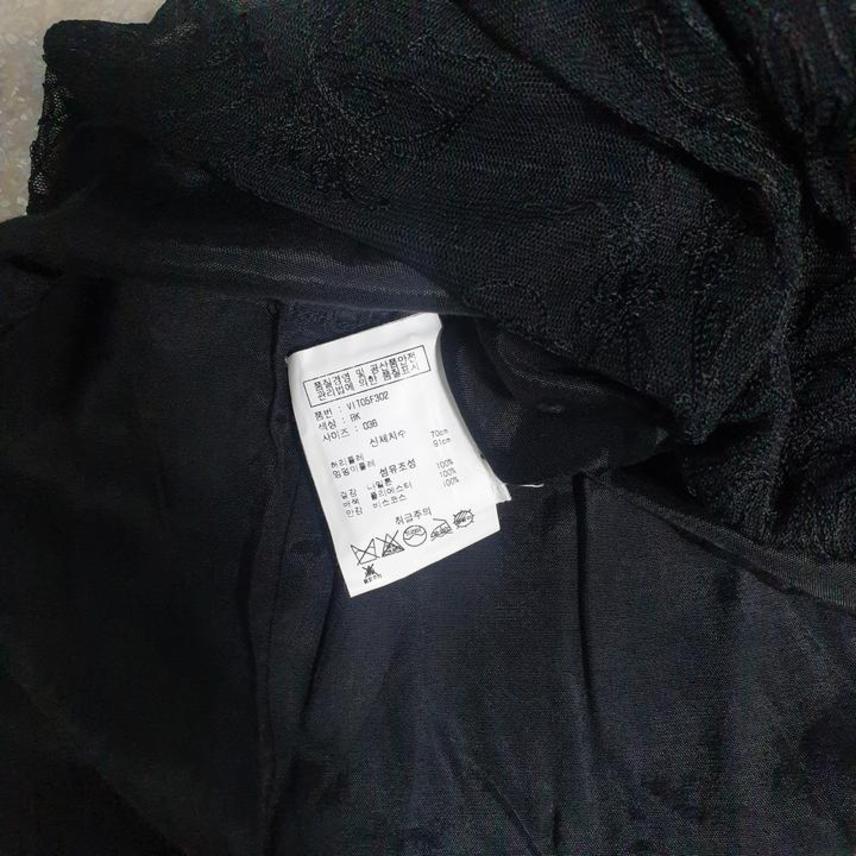 품질경영 및 공산품안전
관리법에 의한 품질표시
품번 : VIT05F302
색상 : BK
사이즈 : 036
신체치수
허리둘레 70cm
엉덩이둘레 91cm
섬유조성
겉감 나일론 100%
배색 폴리에스터 100%
안감 비스코스 100%
취급주의